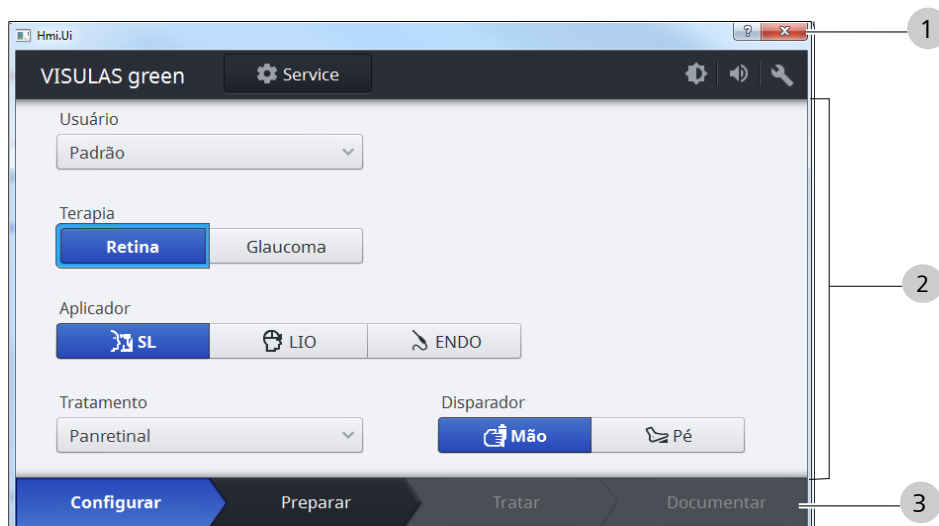 Hmi.Ui
?
x
1
VISULAS green
Service
Usuário
Padrão
Terapia
Retina
Glaucoma
2
Aplicador
SL
LIO
ENDO
Tratamento
Disparador
Panretinal
Mão
Pé
Configurar
Preparar
Tratar
Documentar
3